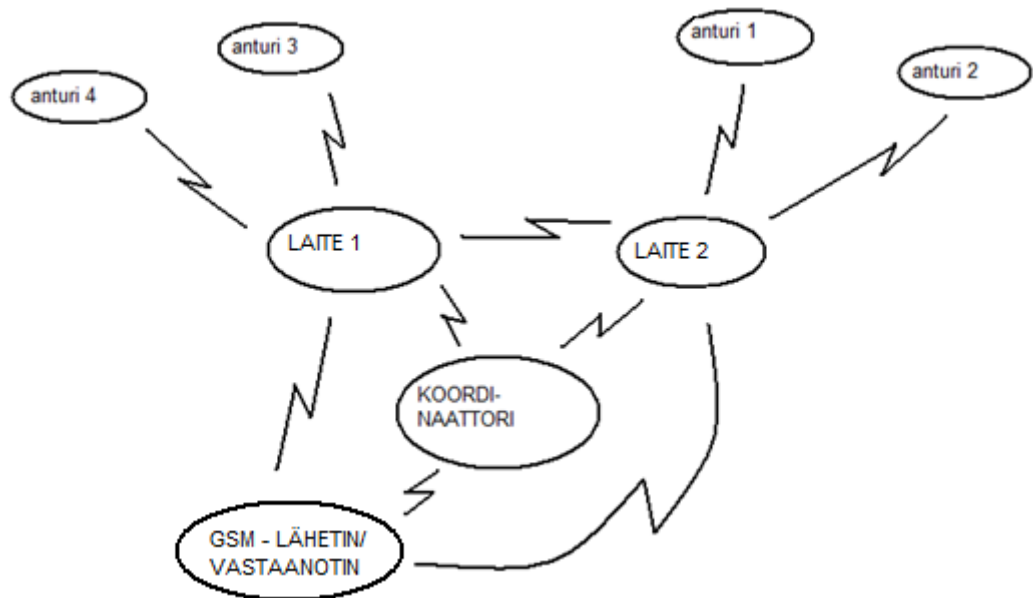 anturi 3
anturi 1
anturi 2
anturi 4
LAITE 1
LAITE 2
KOORDI-
NAATTORI
GSM - LÄHETIN/
VASTAANOTIN